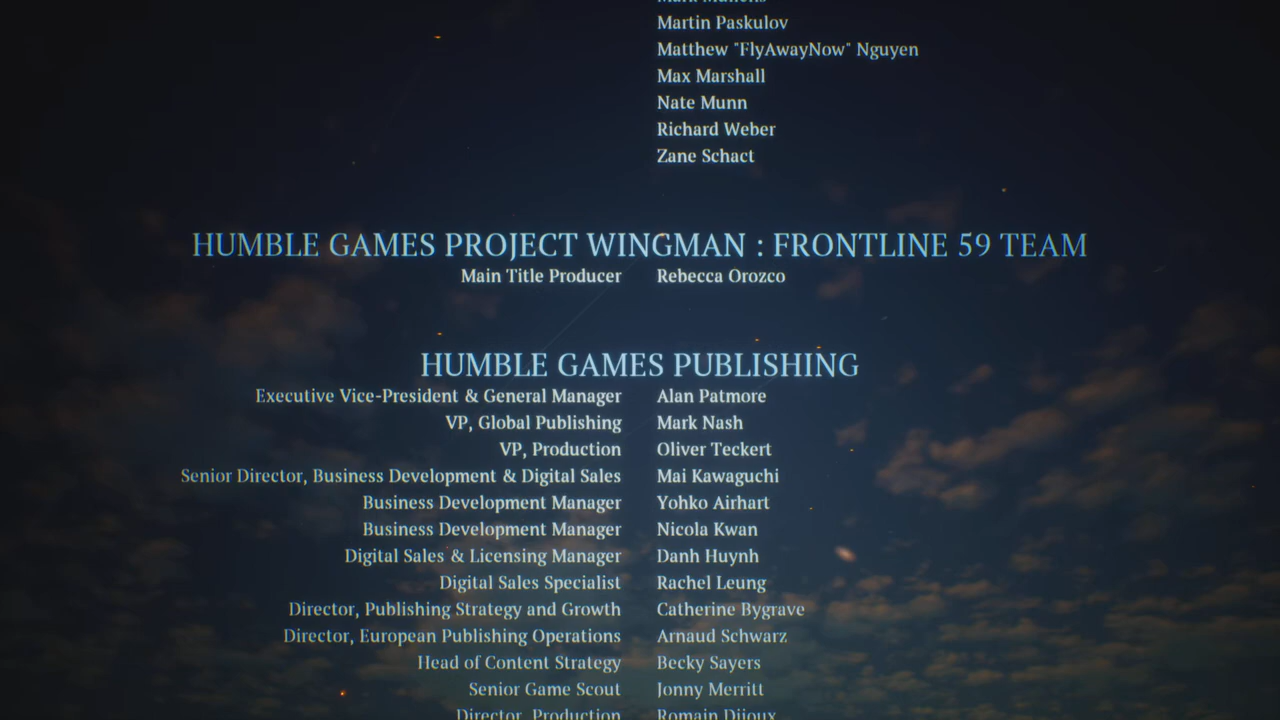 Martin Paskulov
Matthew "FlyAwayNow" Nguyen
Max Marshall
Nate Munn
Richard Weber
Zane Schact
HUMBLE GAMES PROJECT WINGMAN : FRONTLINE 59 TEAM
Main Title Producer Rebecca Orozco
HUMBLE GAMES PUBLISHING
Executive Vice-President & General Manager Alan Patmore
VP, Global Publishing Mark Nash
VP, Production Oliver Teckert
Senior Director, Business Development & Digital Sales Mai Kawaguchi
Business Development Manager Yohko Airhart
Business Development Manager Nicola Kwan
Digital Sales & Licensing Manager Danh Huynh
Digital Sales Specialist Rachel Leung
Director, Publishing Strategy and Growth Catherine Bygrave
Director, European Publishing Operations Arnaud Schwarz
Head of Content Strategy Becky Sayers
Senior Game Scout Jonny Merritt
Director, Production Romain Dijoux